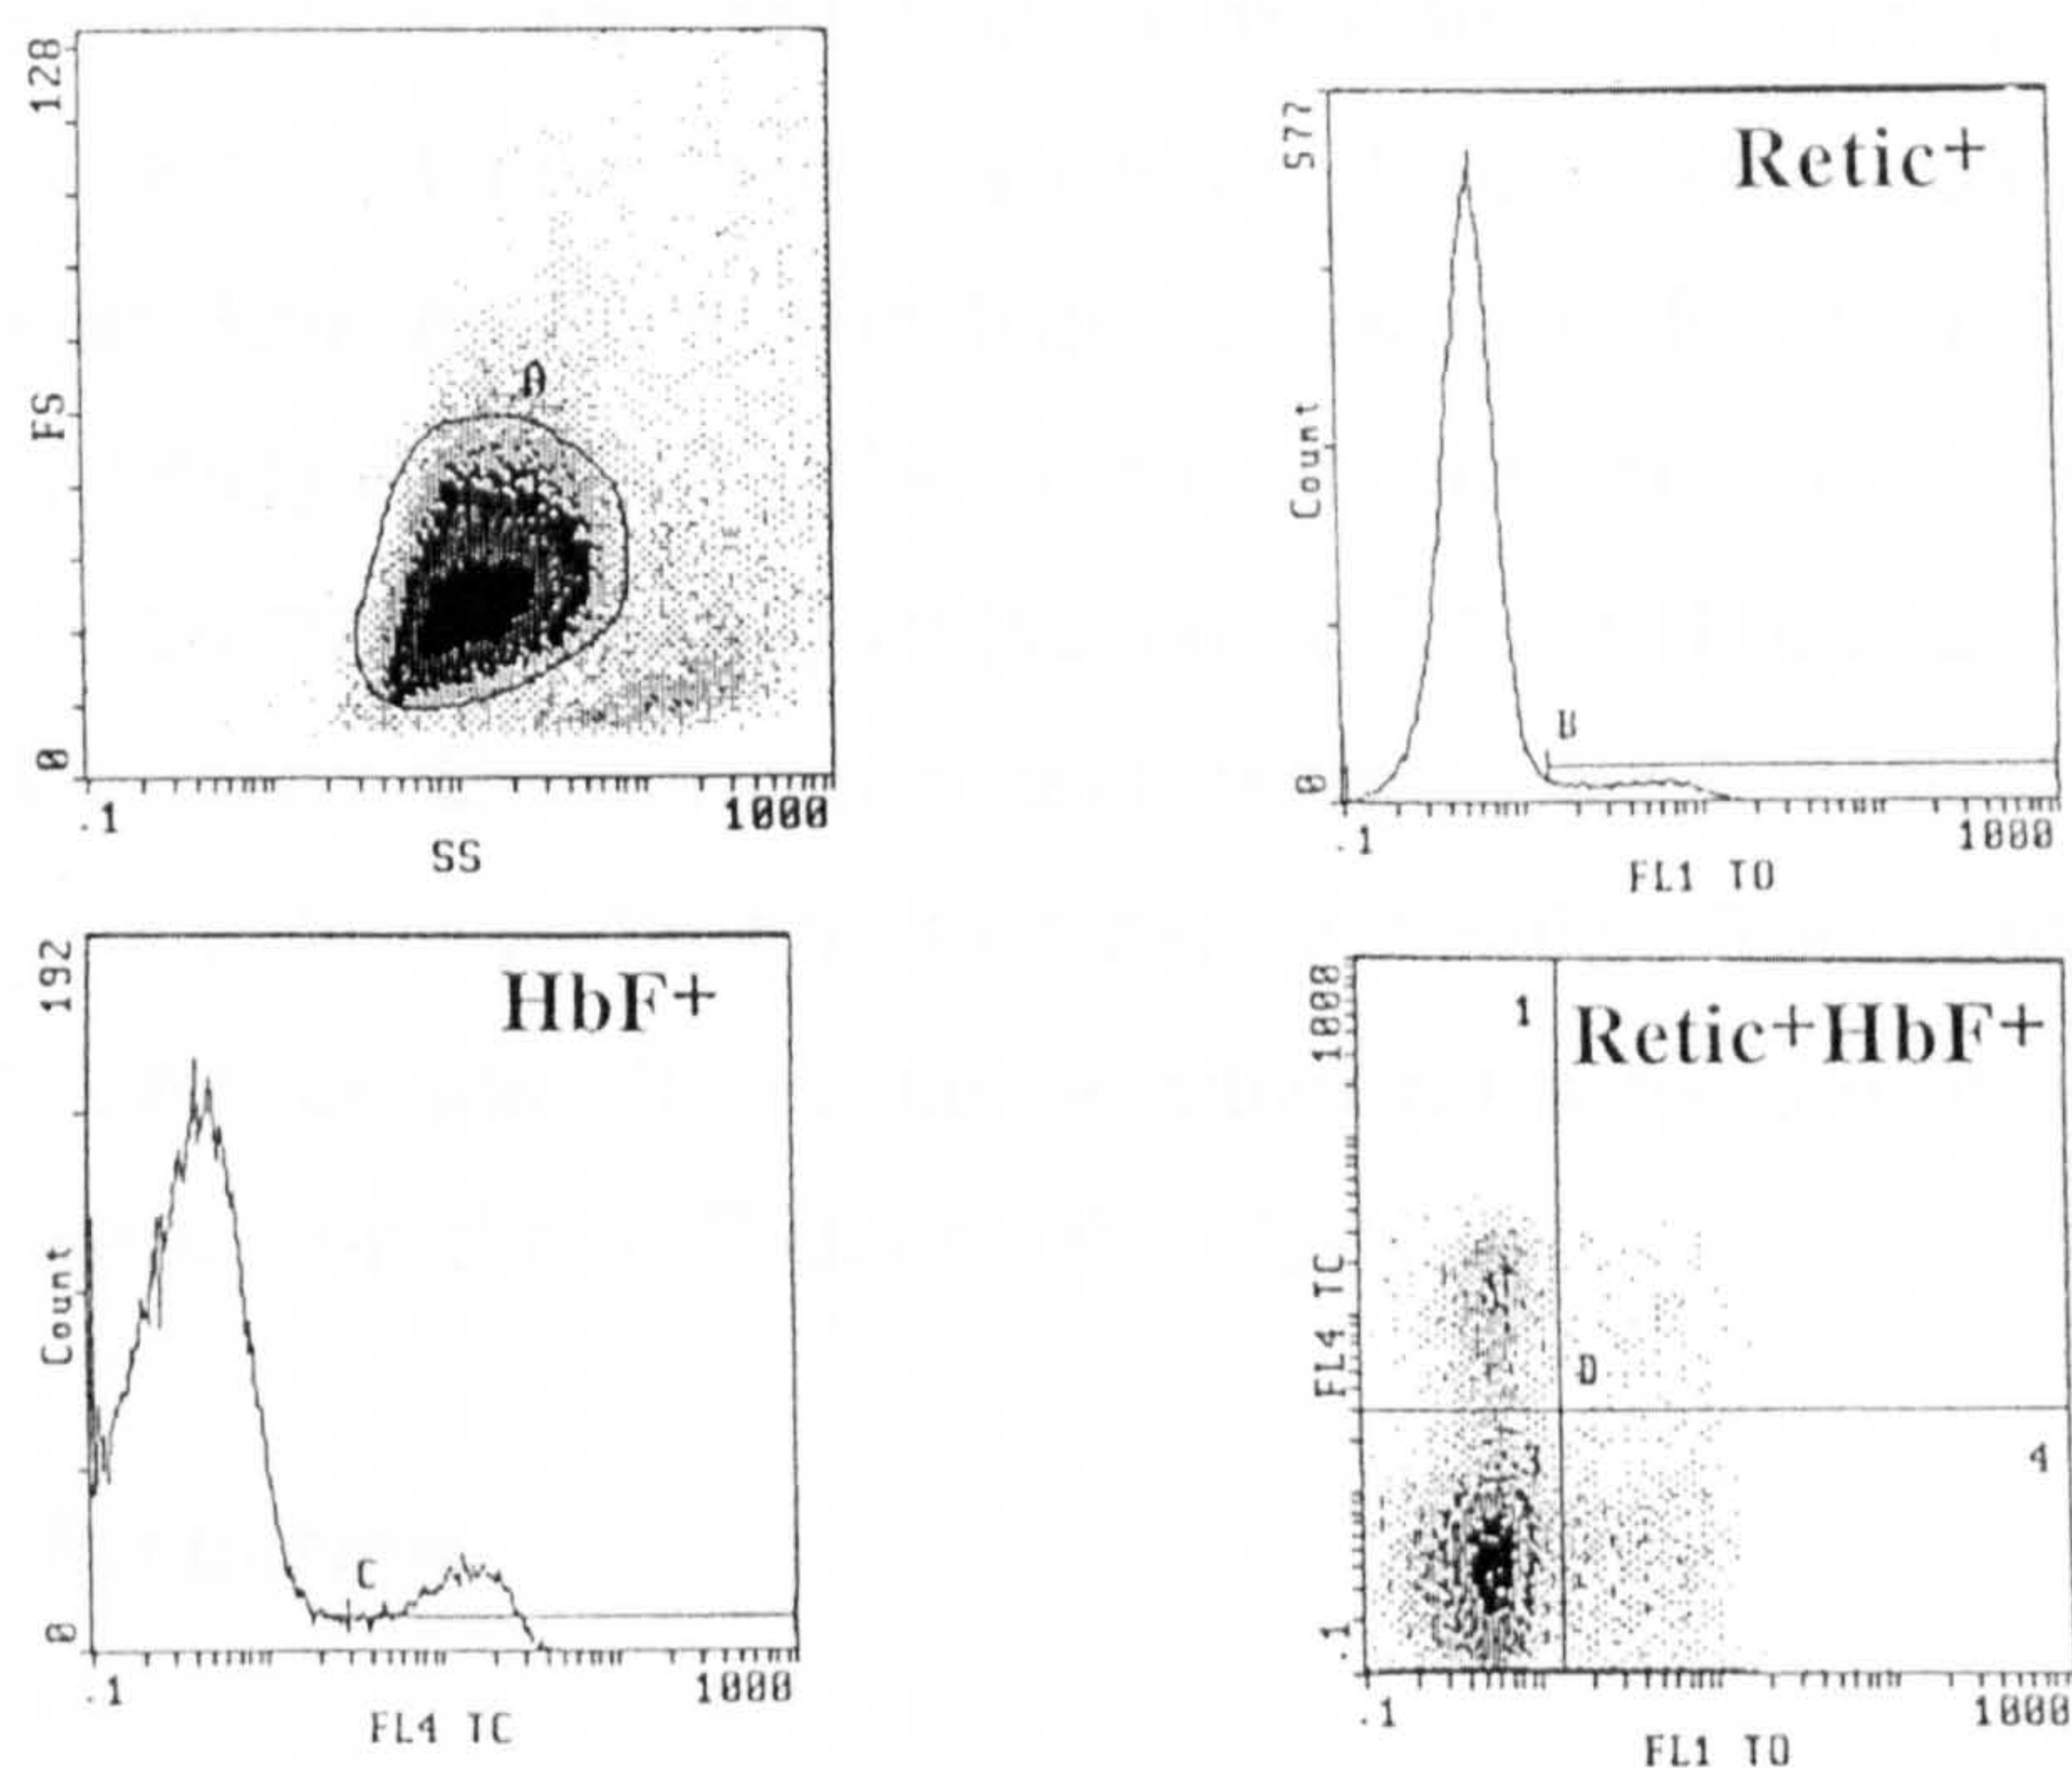 128
FS
A
0
.1
1000
SS
577
Retic+
Count
B
0
.1
1000
FL1 TO
192
HbF+
Count
C
0
.1
1000
FL4 TC
1000
1
Retic+HbF+
FL4 TC
D
3
4
.1
.1
1000
FL1 TO